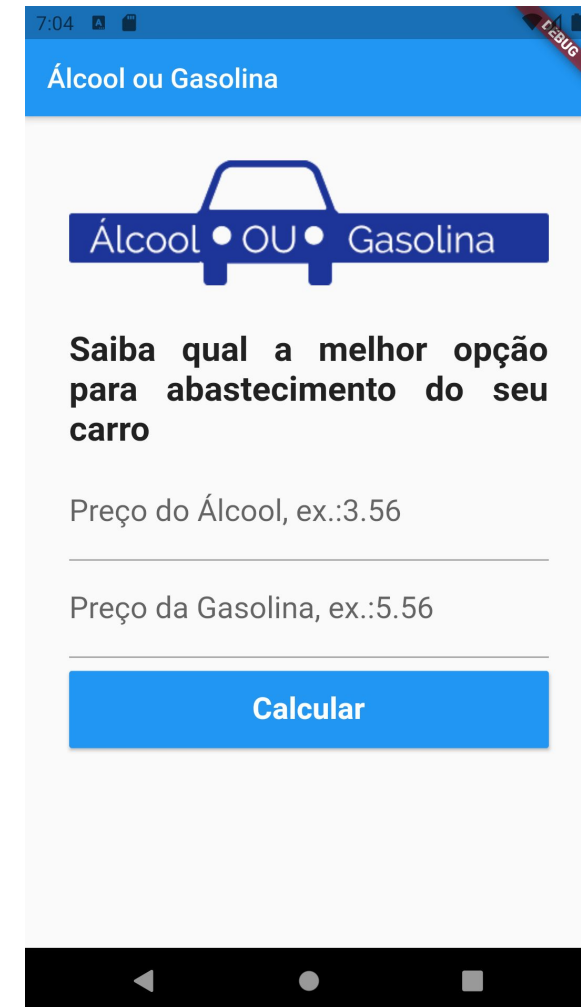 7:04
DEBUG
Álcool ou Gasolina
Álcool OU Gasolina
Saiba qual a melhor opção
para abastecimento do seu
carro
Preço do Álcool, ex.:3.56
Preço da Gasolina, ex.:5.56
Calcular